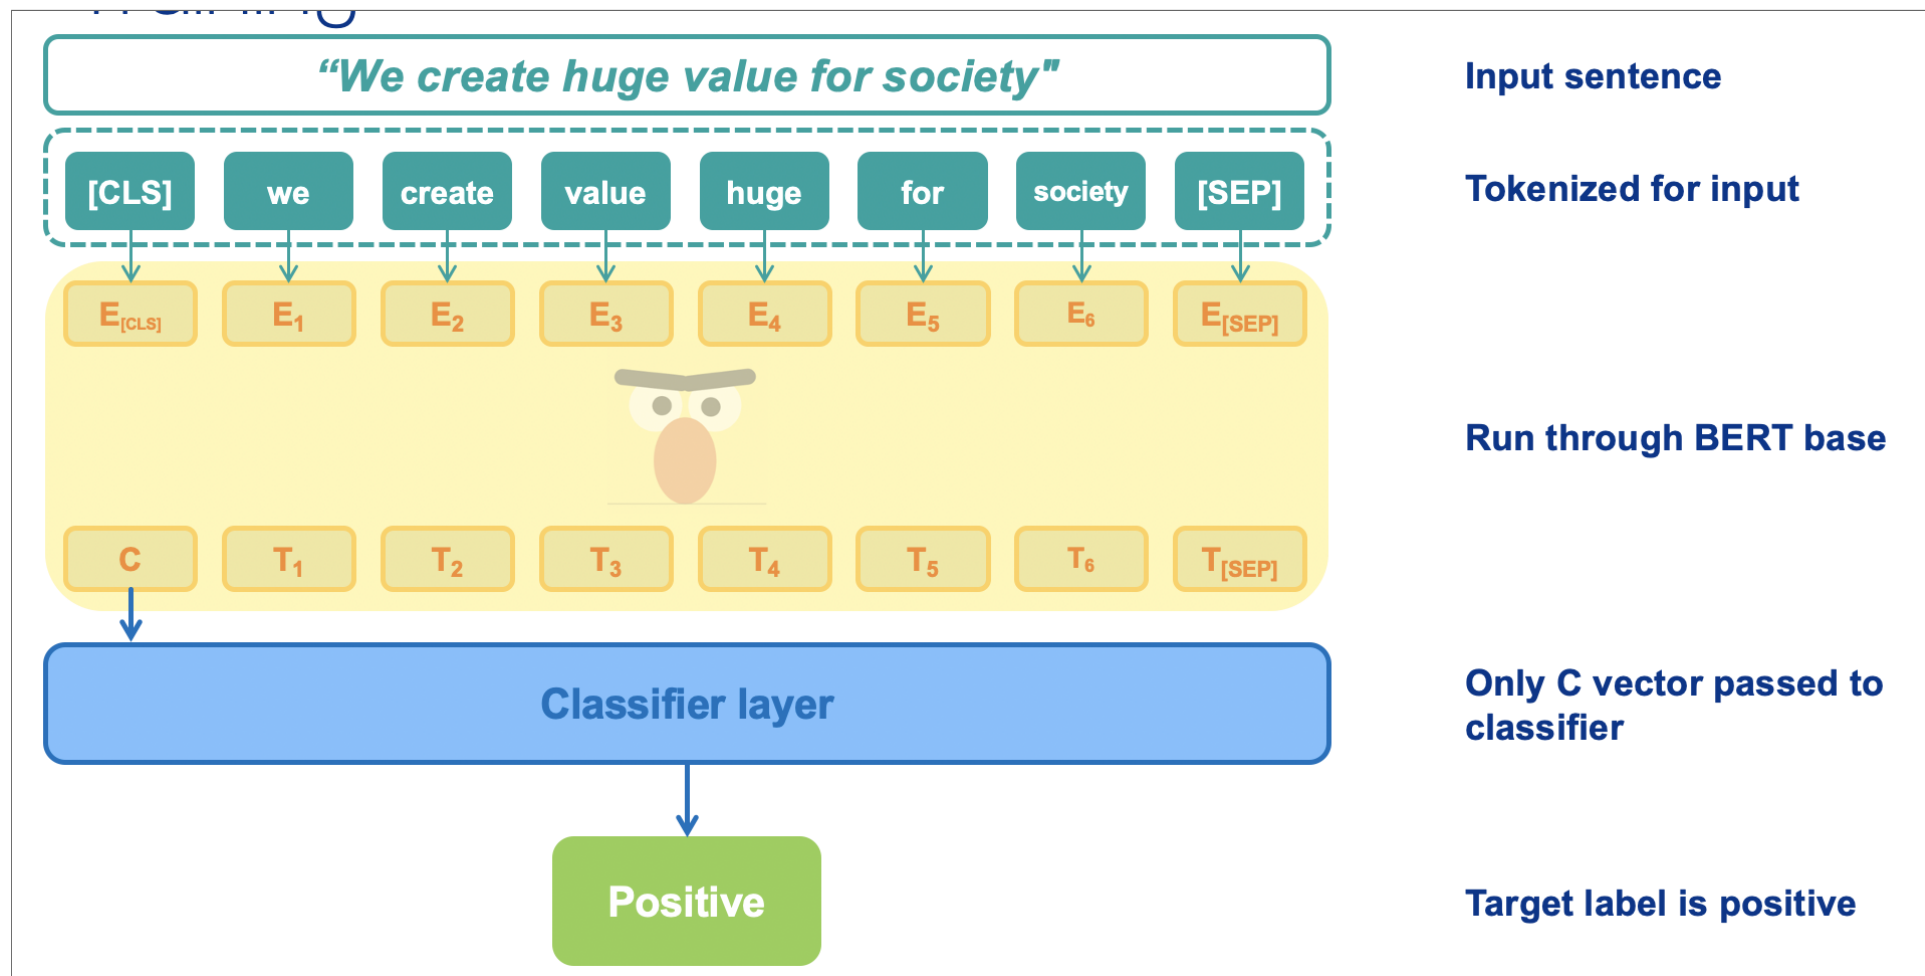 “We create huge value for society"
Input sentence
[CLS] we create value huge for society [SEP]
Tokenized for input
E[CLS] E1 E2 E3 E4 E5 E6 E[SEP]
Run through BERT base
C T1 T2 T3 T4 T5 T6 T[SEP]
Classifier layer
Only C vector passed to
classifier
Positive
Target label is positive